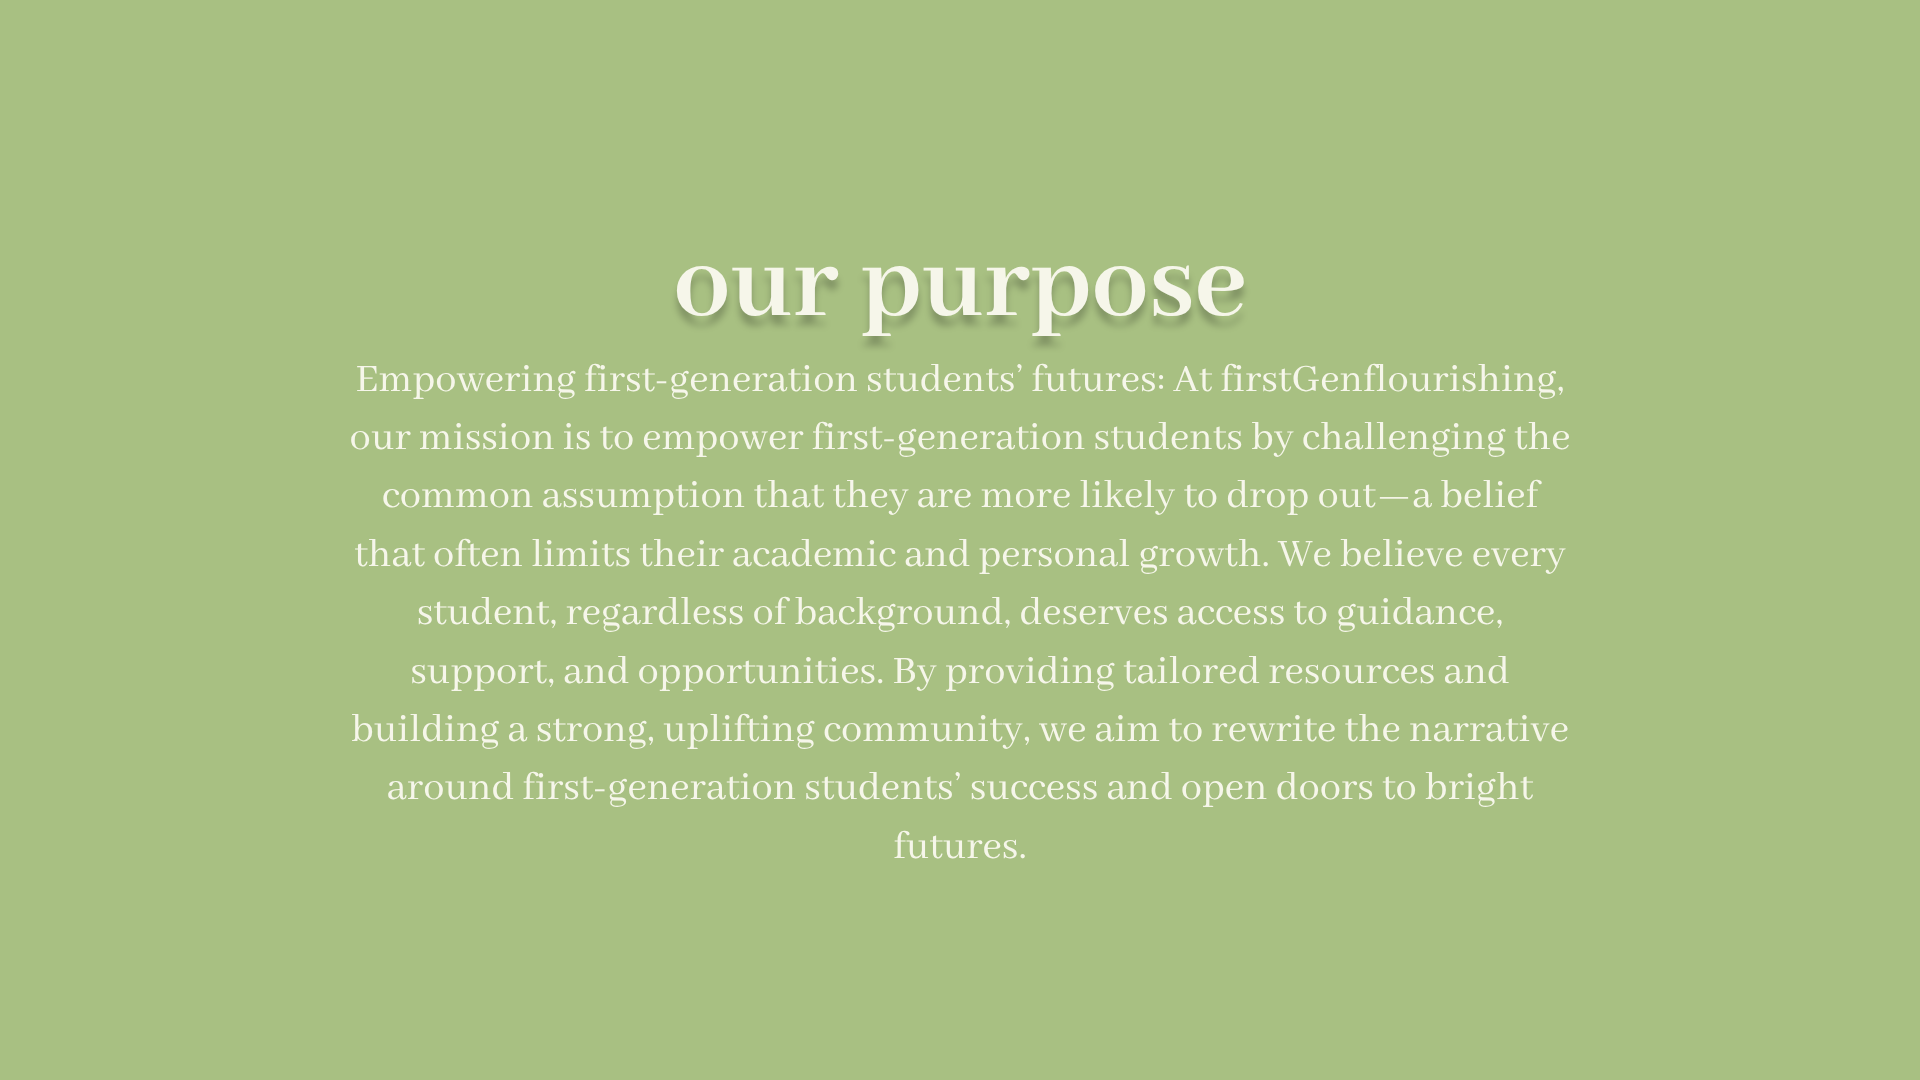 our purpose
Empowering first-generation students’ futures: At firstGenflourishing,
our mission is to empower first-generation students by challenging the
common assumption that they are more likely to drop out—a belief
that often limits their academic and personal growth. We believe every
student, regardless of background, deserves access to guidance,
support, and opportunities. By providing tailored resources and
building a strong, uplifting community, we aim to rewrite the narrative
around first-generation students’ success and open doors to bright
futures.